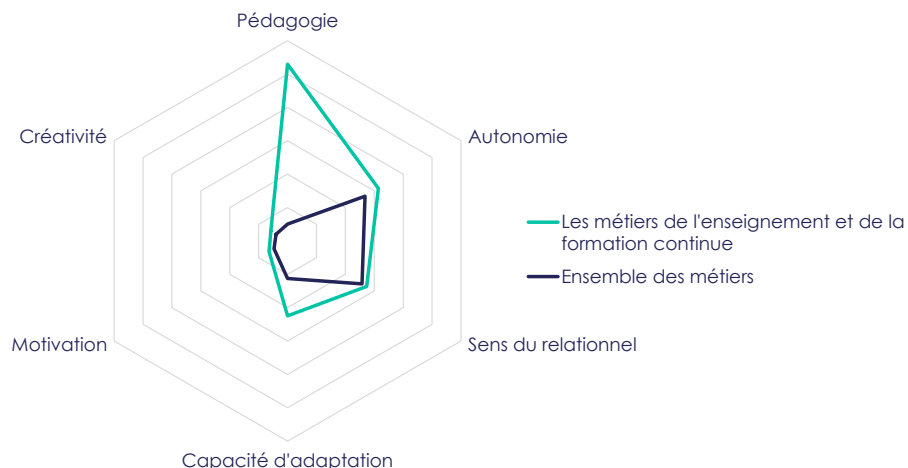 Pédagogie
Créativité
Autonomie
Les métiers de l'enseignement et de la
formation continue
Ensemble des métiers
Motivation
Sens du relationnel
Capacité d'adaptation